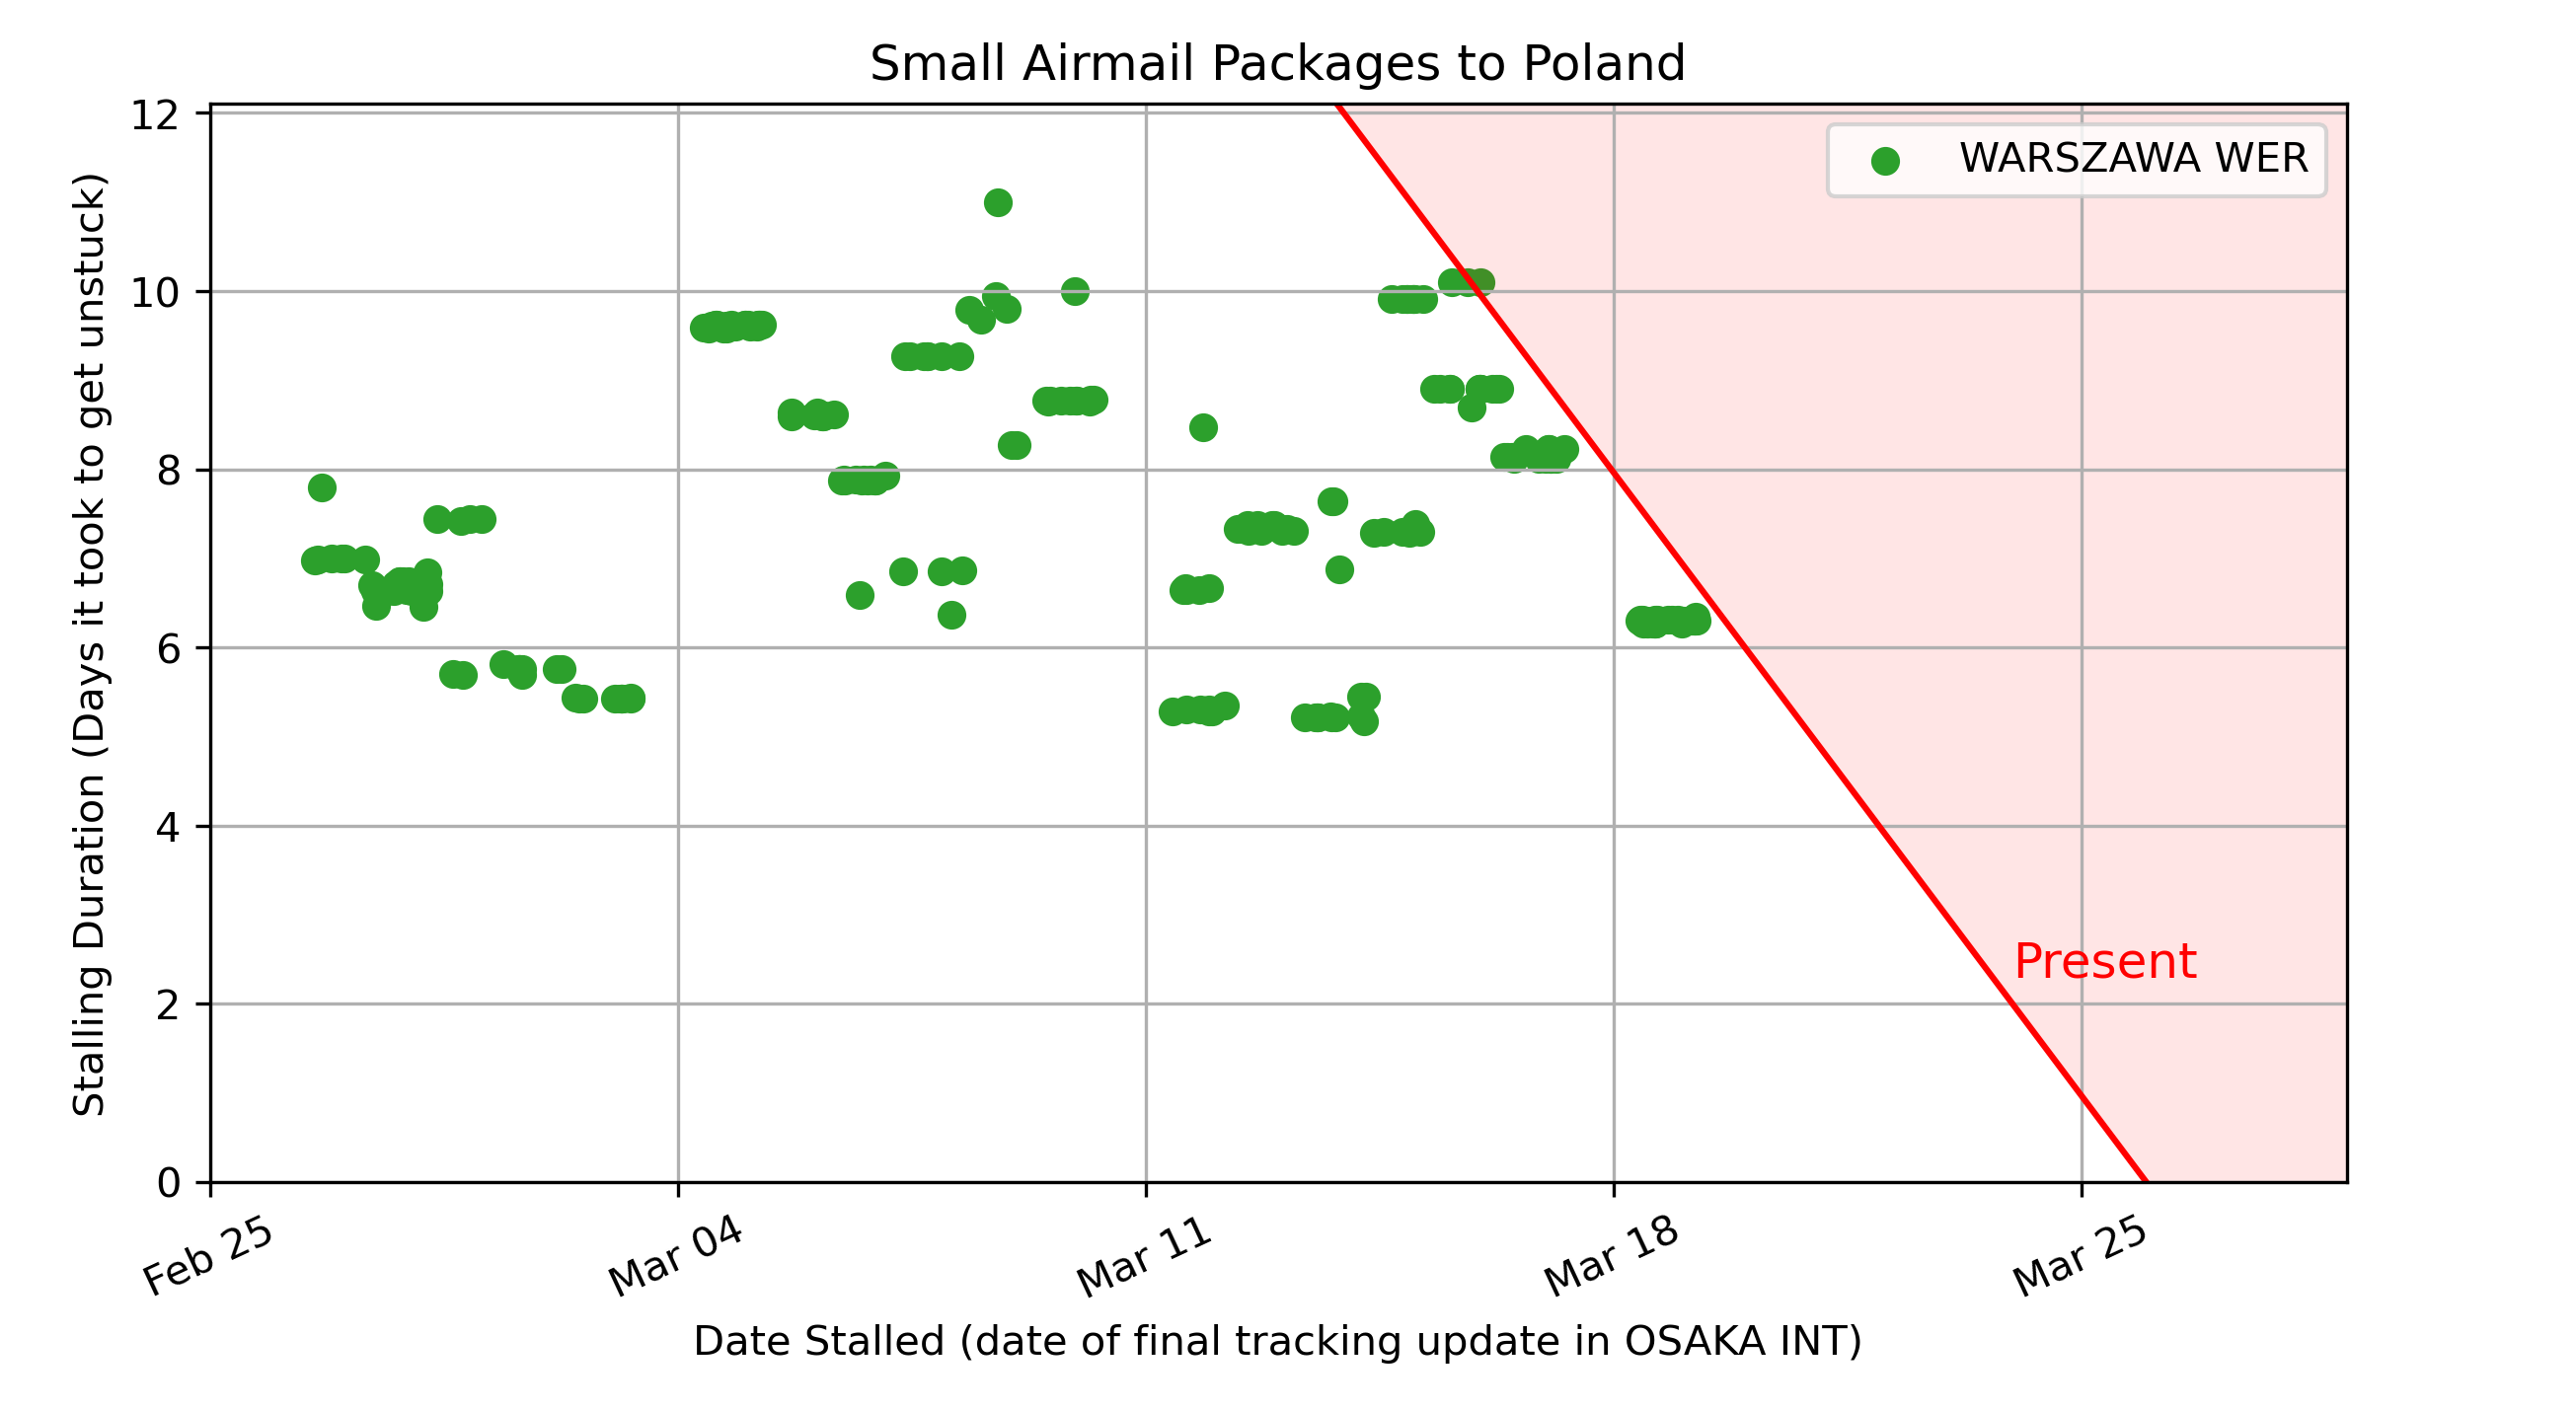 Small Airmail Packages to Poland
Stalling Duration (Days it took to get unstuck)
12
10
8
6
4
2
0
WARSZAWA WER
Present
Feb 25
Mar 04
Mar 11
Mar 18
Mar 25
Date Stalled (date of final tracking update in OSAKA INT)